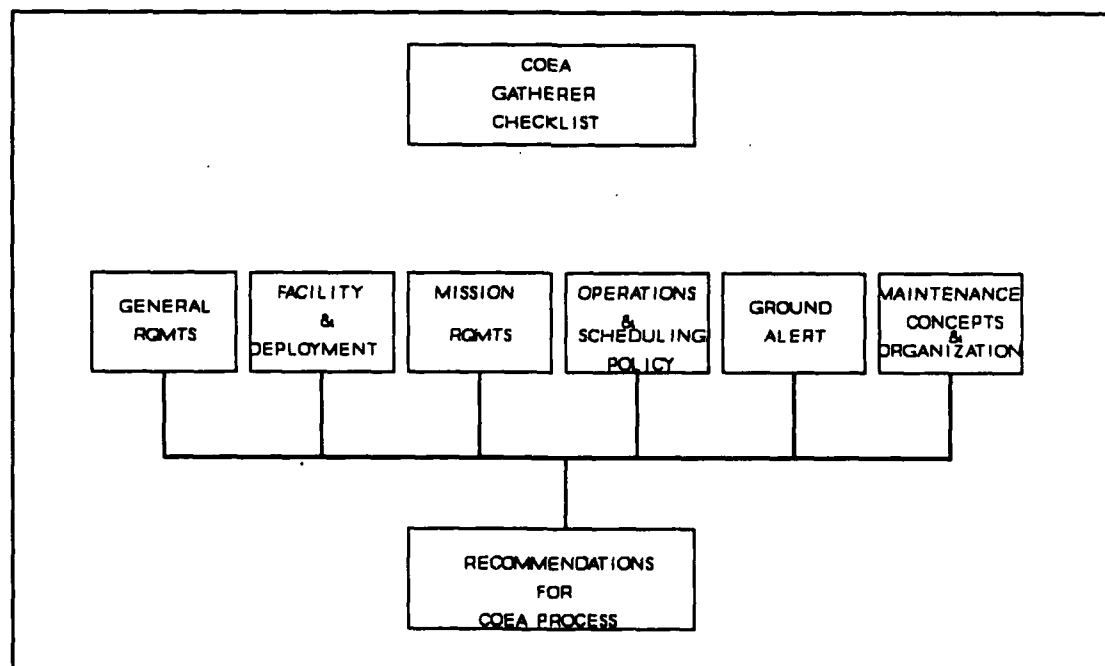 COEA
GATHERER
CHECKLIST
GENERAL
RQMTS
FACILITY
&
DEPLOYMENT
MISSION
RQMTS
OPERATIONS
&
SCHEDULING
POLICY
GROUND
ALERT
MAINTENANCE
CONCEPTS
&
ORGANIZATION
RECOMMENDATIONS
FOR
COEA PROCESS